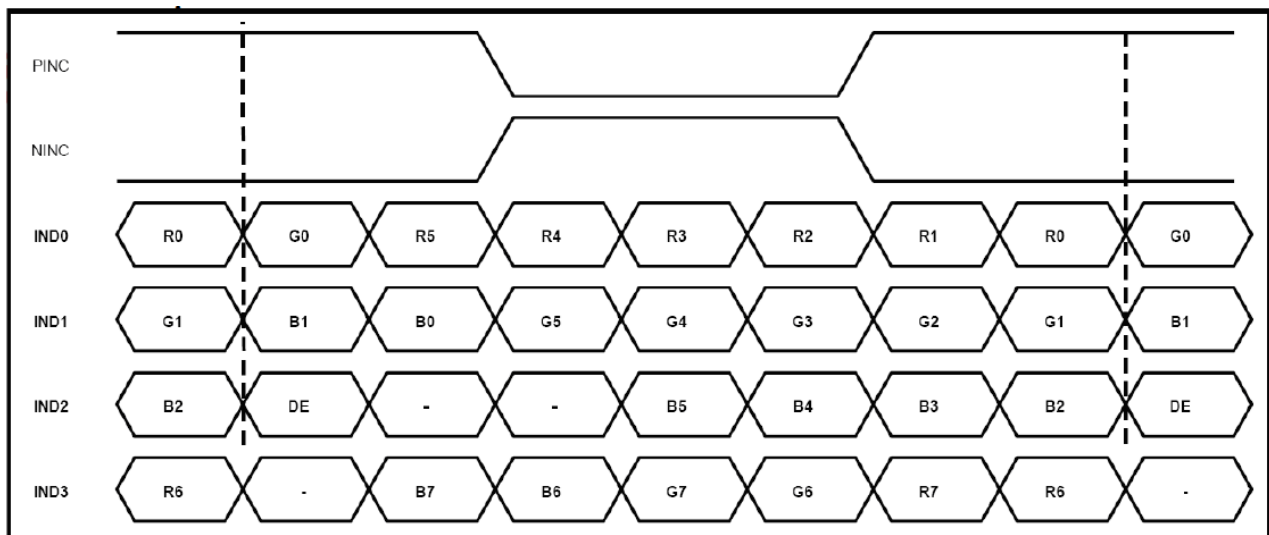 PINC
NINC
IND0 R0 G0 R5 R4 R3 R2 R1 R0 G0
IND1 G1 B1 B0 G5 G4 G3 G2 G1 B1
IND2 B2 DE - - B5 B4 B3 B2 DE
IND3 R6 - B7 B6 G7 G6 R7 R6 -